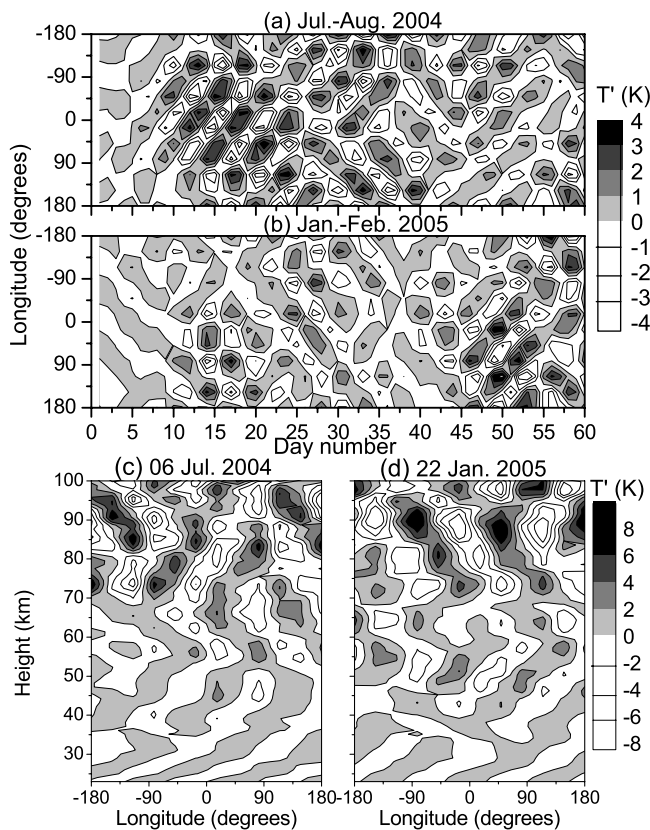 (a) Jul.-Aug. 2004
-180
-90
0
90
180
Longitude (degrees)
T' (K)
4
3
2
1
0
-1
-2
-3
-4
(b) Jan.-Feb. 2005
-180
-90
0
90
180
0 5 10 15 20 25 30 35 40 45 50 55 60
Day number
(c) 06 Jul. 2004
(d) 22 Jan. 2005
100
90
80
70
60
50
40
30
Height (km)
T' (K)
8
6
4
2
0
-2
-4
-6
-8
-180 -90 0 90 180
-180 -90 0 90 180
Longitude (degrees)
Longitude (degrees)